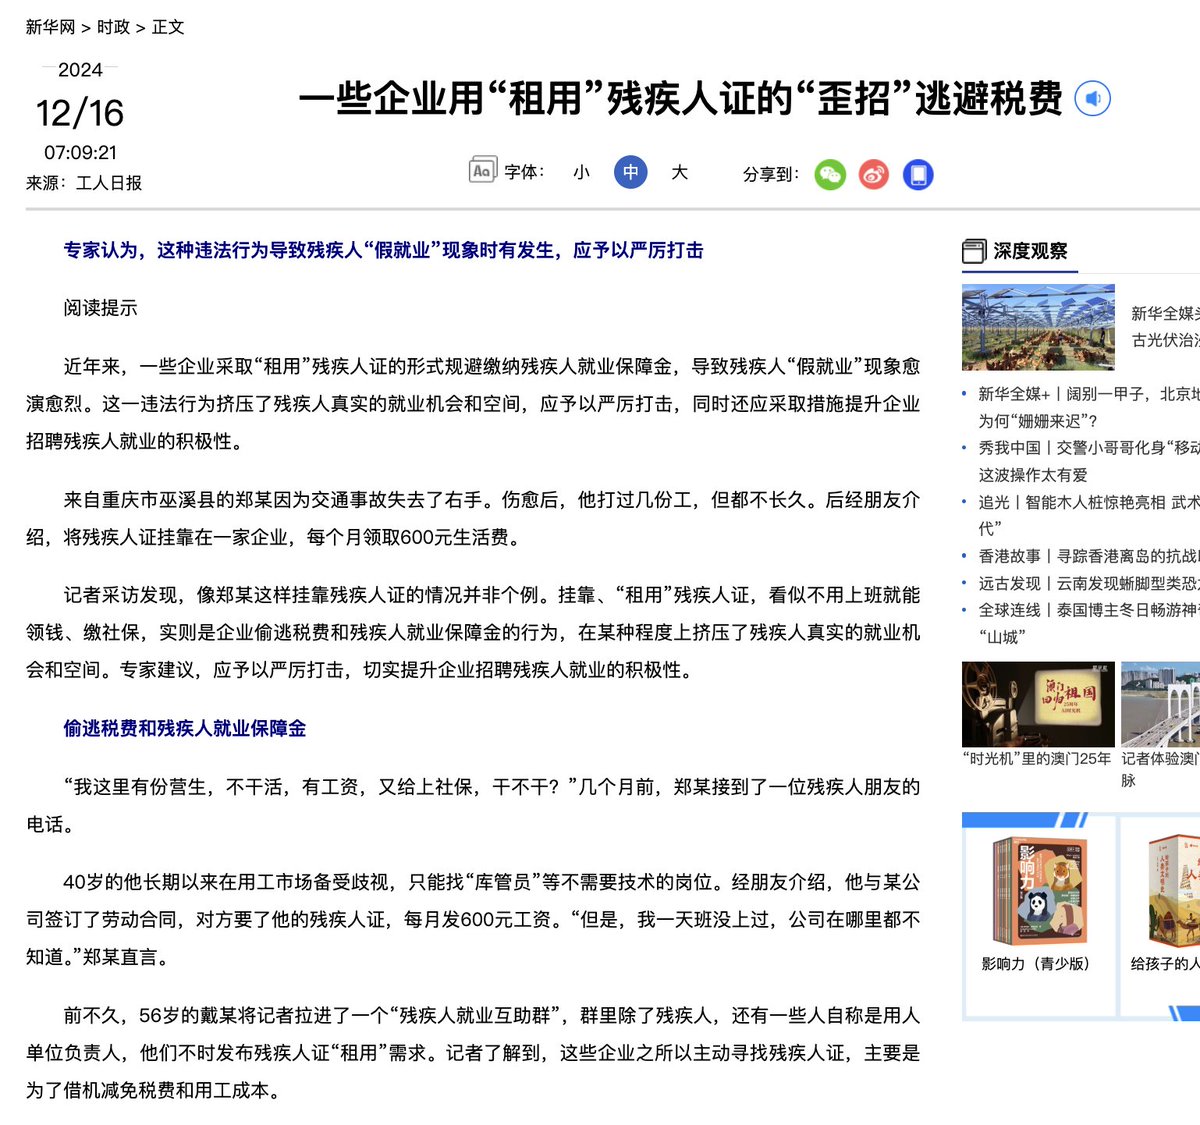 新华网 > 时政 > 正文
2024
12/16
07:09:21
来源：工人日报
一些企业用“租用”残疾人证的“歪招”逃避税费
Aa 字体： 小 中 大 分享到：
专家认为，这种违法行为导致残疾人“假就业”现象时有发生，应予以严厉打击
阅读提示
近年来，一些企业采取“租用”残疾人证的形式规避缴纳残疾人就业保障金，导致残疾人“假就业”现象愈
演愈烈。这一违法行为挤压了残疾人真实的就业机会和空间，应予以严厉打击，同时还应采取措施提升企业
招聘残疾人就业的积极性。
来自重庆市巫溪县的郑某因为交通事故失去了右手。伤愈后，他打过几份工，但都不长久。后经朋友介
绍，将残疾人证挂靠在一家企业，每个月领取600元生活费。
记者采访发现，像郑某这样挂靠残疾人证的情况并非个例。挂靠、“租用”残疾人证，看似不用上班就能
领钱、缴社保，实则是企业偷逃税费和残疾人就业保障金的行为，在某种程度上挤压了残疾人真实的就业机
会和空间。专家建议，应予以严厉打击，切实提升企业招聘残疾人就业的积极性。
偷逃税费和残疾人就业保障金
“我这里有份营生，不干活，有工资，又给上社保，干不干？”几个月前，郑某接到了一位残疾人朋友的
电话。
40岁的他长期以来在用工市场备受歧视，只能找“库管员”等不需要技术的岗位。经朋友介绍，他与某公
司签订了劳动合同，对方要了他的残疾人证，每月发600元工资。“但是，我一天班没上过，公司在哪里都不
知道。”郑某直言。
前不久，56岁的戴某将记者拉进了一个“残疾人就业互助群”，群里除了残疾人，还有一些人自称是用人
单位负责人，他们不时发布残疾人证“租用”需求。记者了解到，这些企业之所以主动寻找残疾人证，主要是
为了借机减免税费和用工成本。
深度观察
新华全媒
古光伏治
新华全媒+丨阔别一甲子，北京
为何“姗姗来迟”？
秀我中国丨交警小哥哥化身“移动
这波操作太有爱
追光丨智能木人桩惊艳亮相 武术
代”
香港故事丨寻踪香港离岛的抗战
远古发现丨云南发现蜥脚型类恐
全球连线丨泰国博主冬日畅游神
“山城”
澳门
回归祖国
“时光机”里的澳门25年
记者体验澳门
脉
影响力
影响力（青少版）
给孩子的人